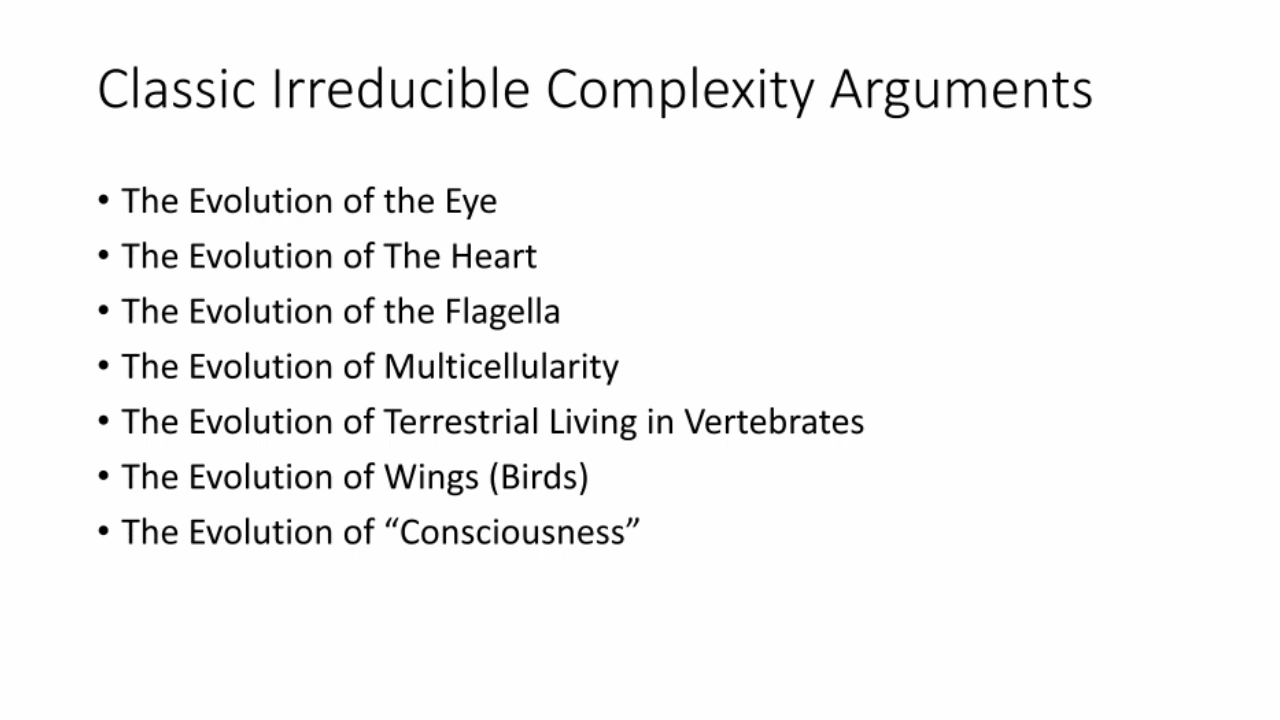 Classic Irreducible Complexity Arguments
• The Evolution of the Eye
• The Evolution of The Heart
• The Evolution of the Flagella
• The Evolution of Multicellularity
• The Evolution of Terrestrial Living in Vertebrates
• The Evolution of Wings (Birds)
• The Evolution of “Consciousness”